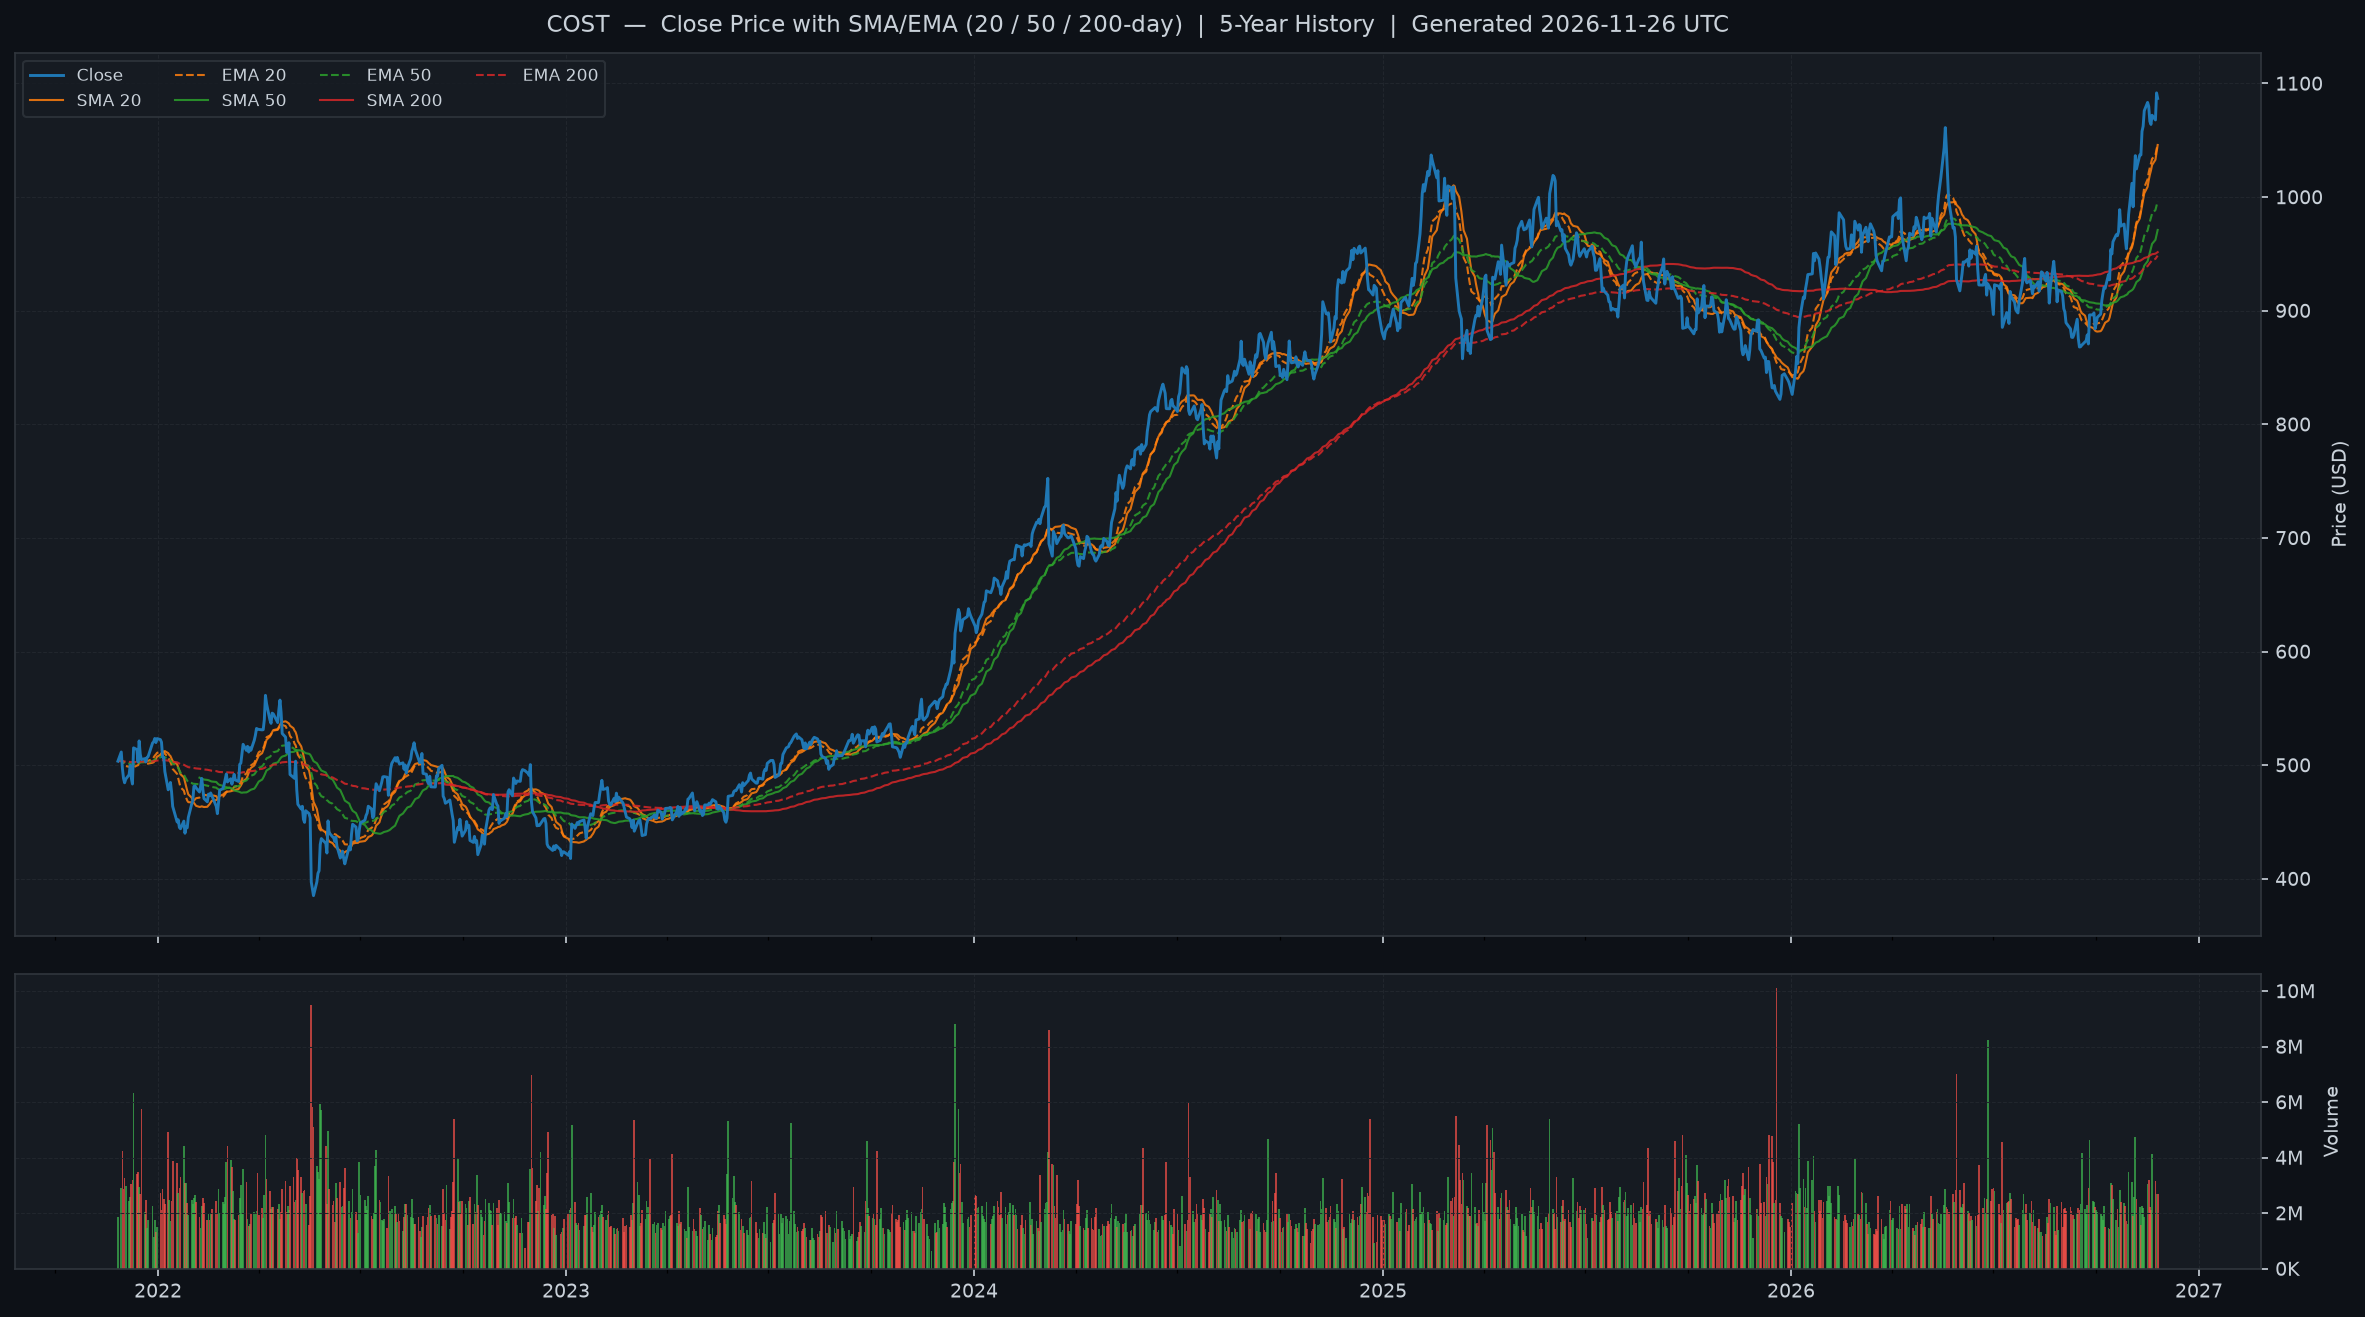 COST — Close Price with SMA/EMA (20 / 50 / 200-day) | 5-Year History | Generated 2026-11-26 UTC
Close EMA 20 EMA 50 EMA 200
SMA 20 SMA 50 SMA 200
1100
1000
900
800
700
600
500
400
Price (USD)
10M
8M
6M
4M
2M
0K
Volume
2022 2023 2024 2025 2026 2027